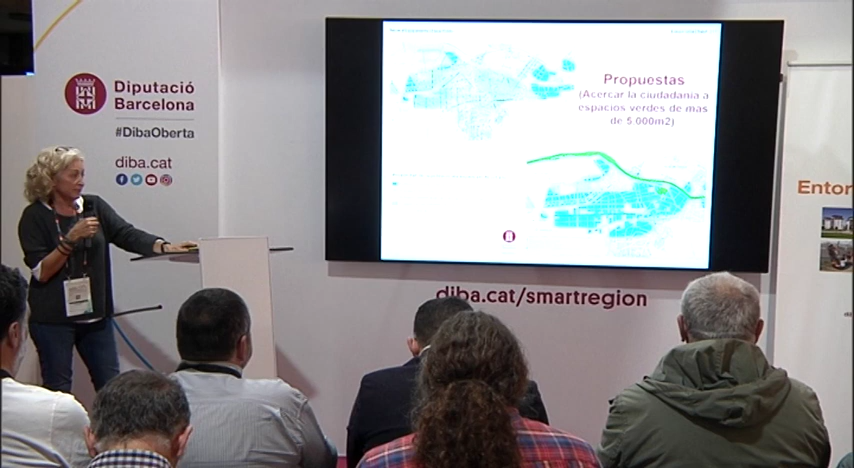 Diputació
Barcelona
#DibaOberta
diba.cat
Propuestas
(Acercar la ciudadania a
espacios verdes de mas
de 5.000m2)
diba.cat/smartregion
Entor